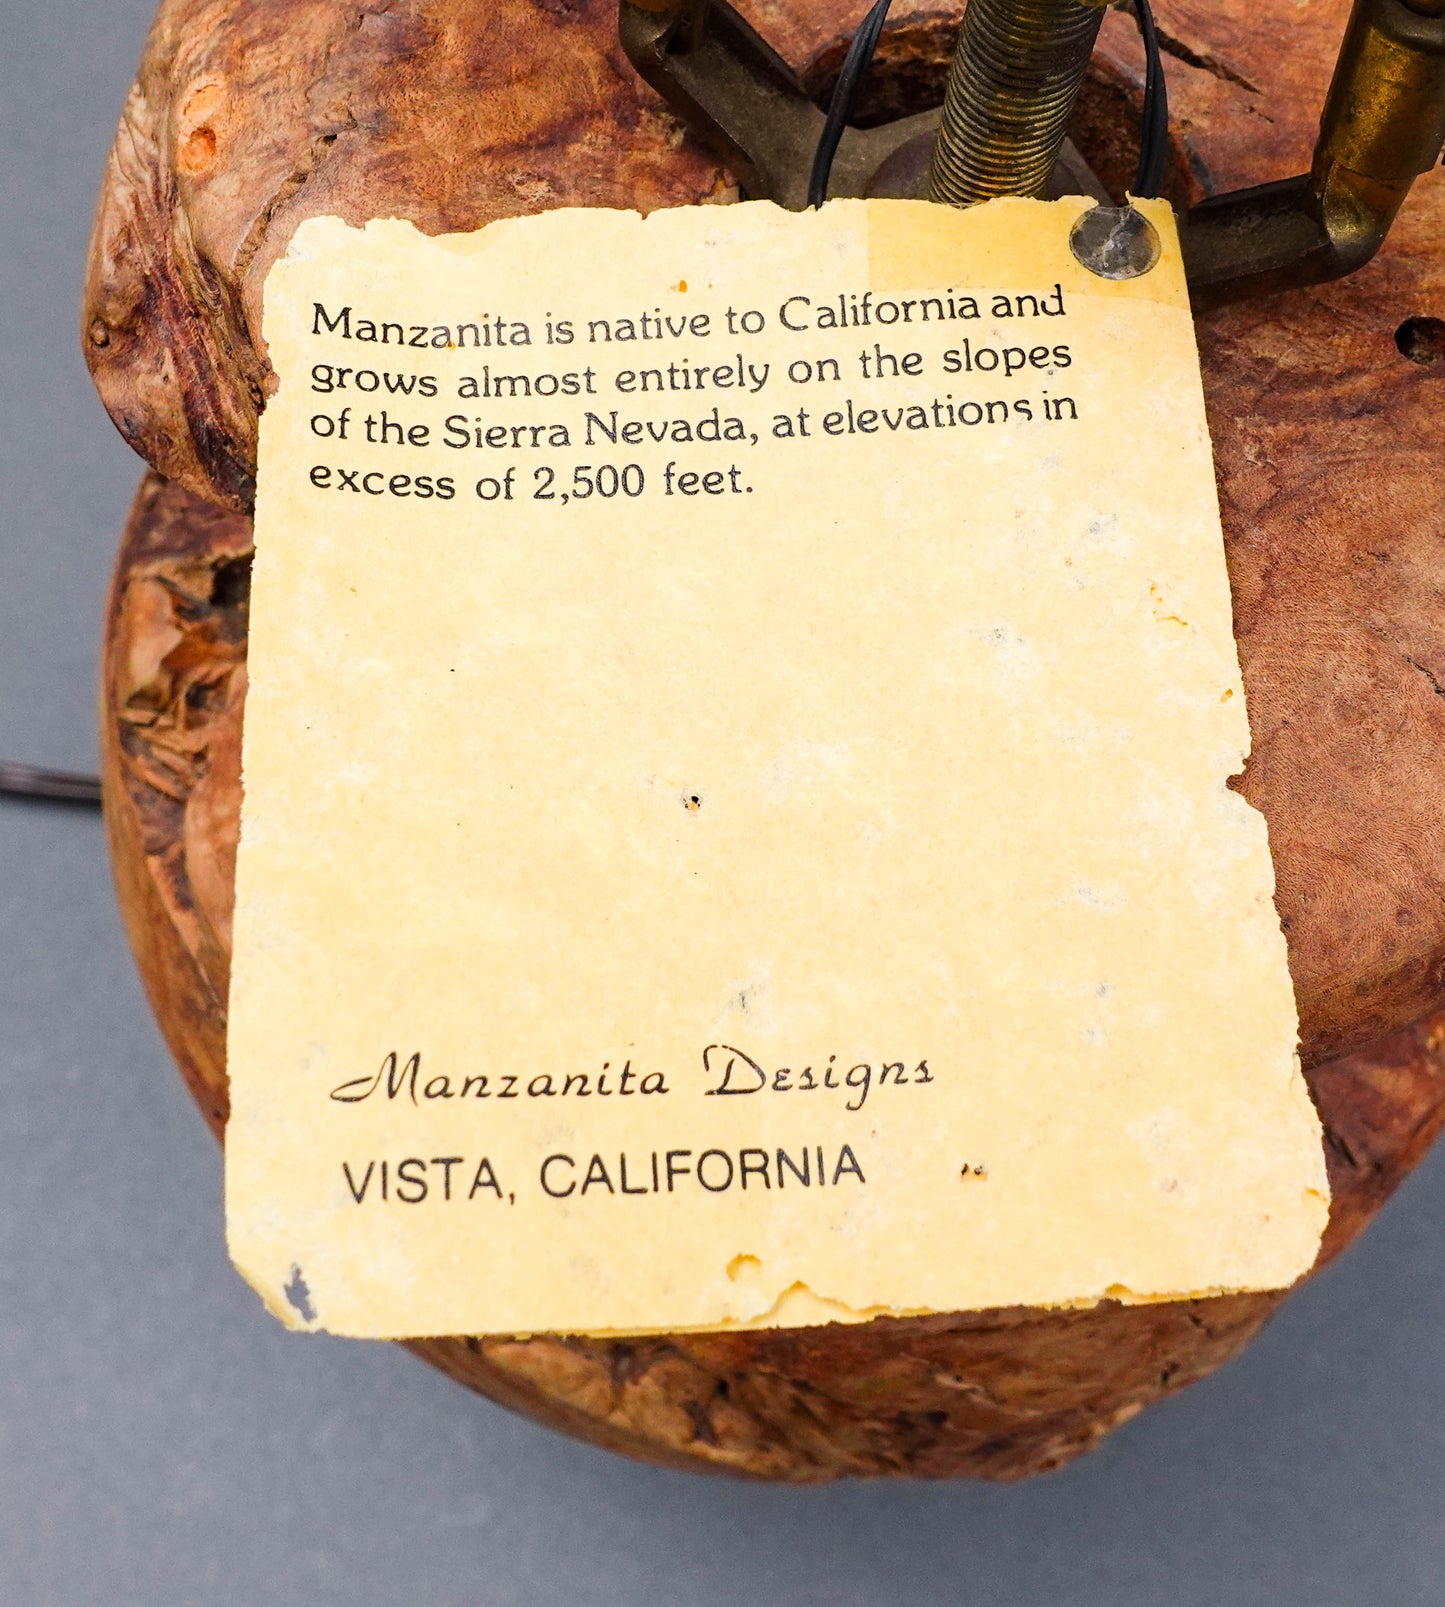 Manzanita is native to California and
grows almost entirely on the slopes
of the Sierra Nevada, at elevations in
excess of 2,500 feet.
Manzanita Designs
VISTA, CALIFORNIA